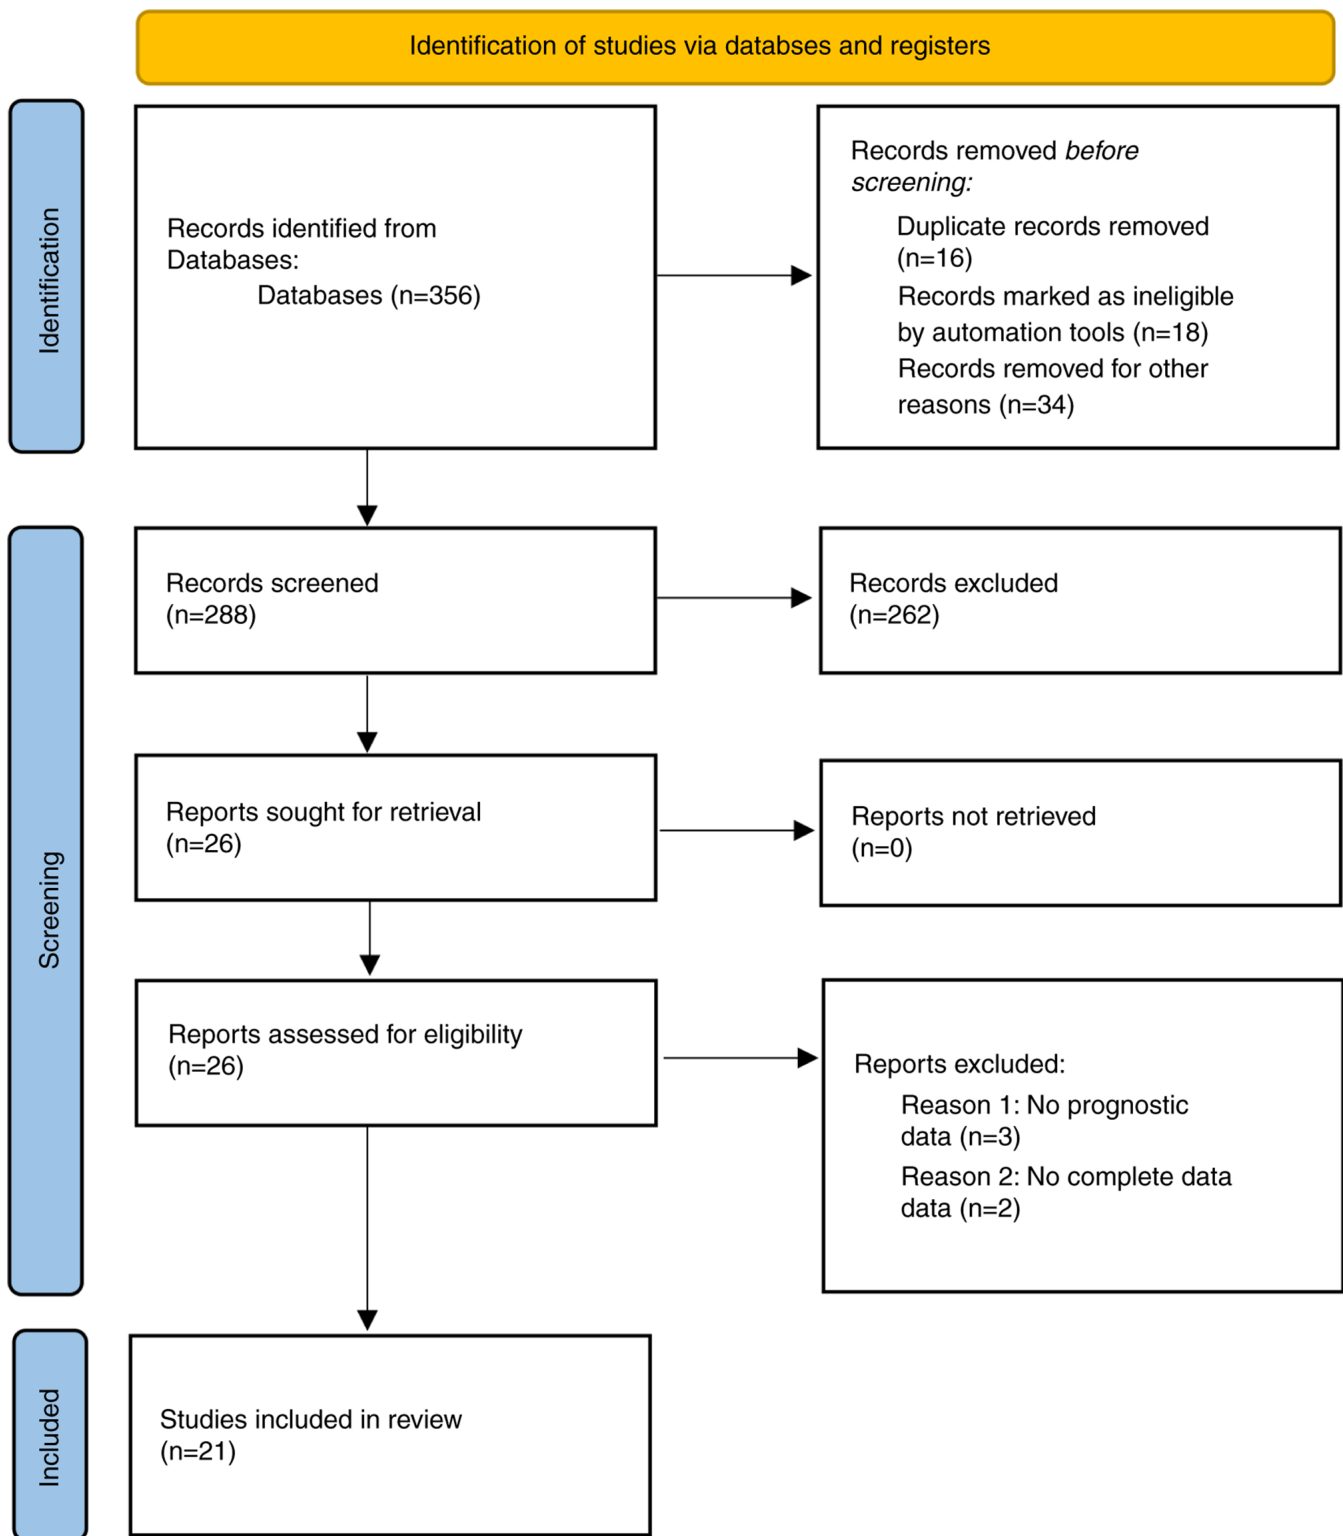 Identification of studies via databses and registers
Identification
Records identified from
Databases:
Databases (n=356)
Records removed before
screening:
Duplicate records removed
(n=16)
Records marked as ineligible
by automation tools (n=18)
Records removed for other
reasons (n=34)
Screening
Records screened
(n=288)
Records excluded
(n=262)
Reports sought for retrieval
(n=26)
Reports not retrieved
(n=0)
Reports assessed for eligibility
(n=26)
Reports excluded:
Reason 1: No prognostic
data (n=3)
Reason 2: No complete data
data (n=2)
Included
Studies included in review
(n=21)